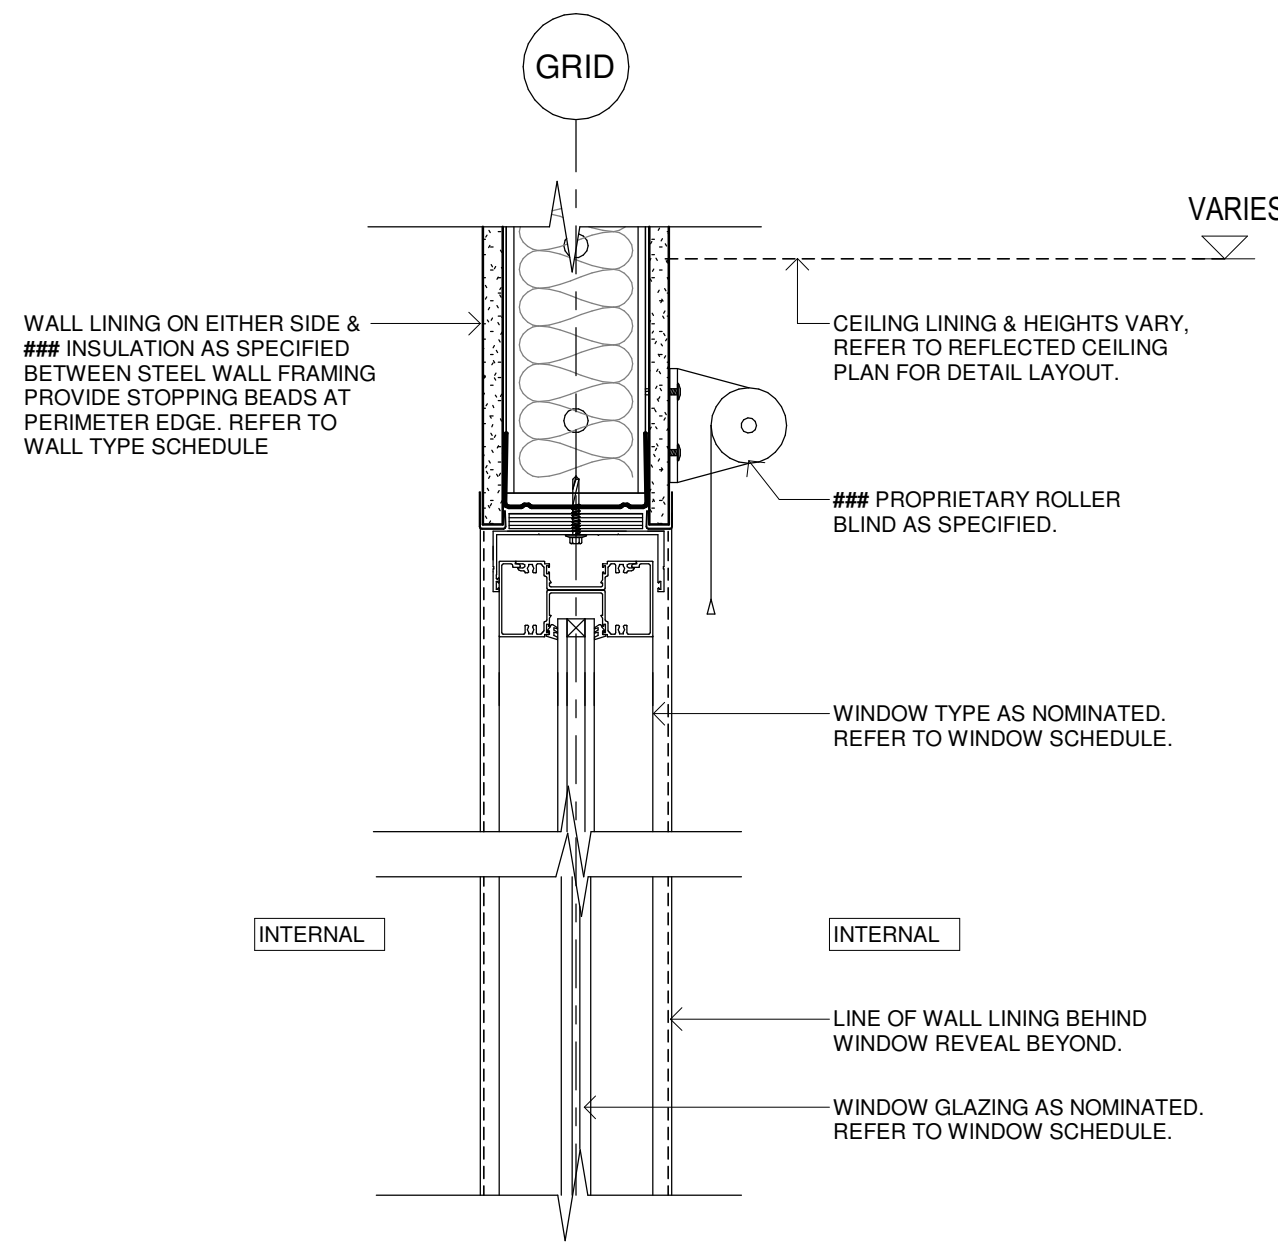 GRID
VARIES
WALL LINING ON EITHER SIDE &
### INSULATION AS SPECIFIED
BETWEEN STEEL WALL FRAMING
PROVIDE STOPPING BEADS AT
PERIMETER EDGE. REFER TO
WALL TYPE SCHEDULE
CEILING LINING & HEIGHTS VARY,
REFER TO REFLECTED CEILING
PLAN FOR DETAIL LAYOUT.
### PROPRIETARY ROLLER
BLIND AS SPECIFIED.
WINDOW TYPE AS NOMINATED.
REFER TO WINDOW SCHEDULE.
INTERNAL
INTERNAL
LINE OF WALL LINING BEHIND
WINDOW REVEAL BEYOND.
WINDOW GLAZING AS NOMINATED.
REFER TO WINDOW SCHEDULE.